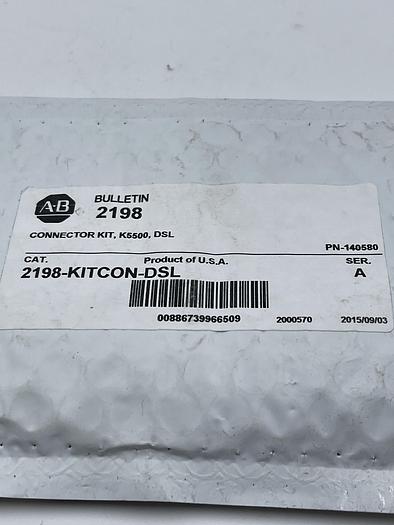 A-B
BULLETIN
2198
CONNECTOR KIT, K5500, DSL
PN-140580
CAT. Product of U.S.A. SER.
2198-KITCON-DSL A
00886739966509 2000570 2015/09/03